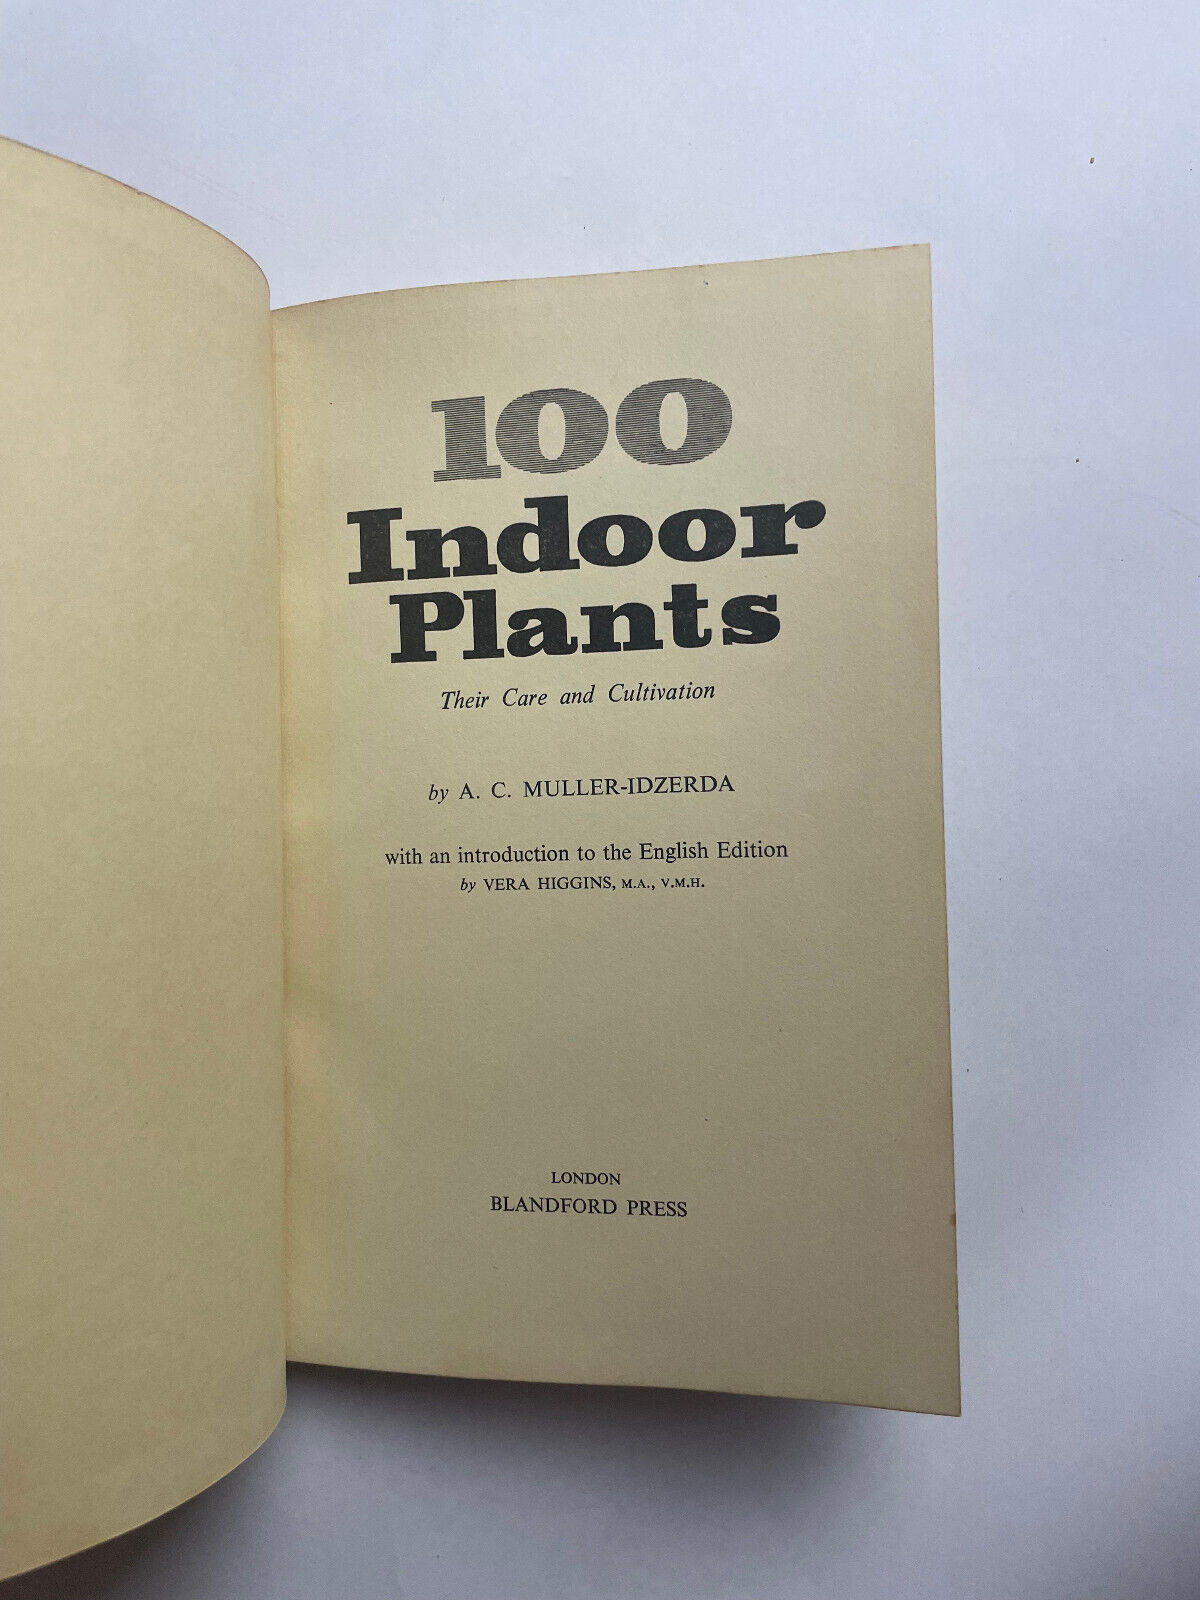 100
Indoor
Plants
Their Care and Cultivation
by A. C. MULLER-IDZERDA
with an introduction to the English Edition
by VERA HIGGINS, M.A., V.M.H.
LONDON
BLANDFORD PRESS